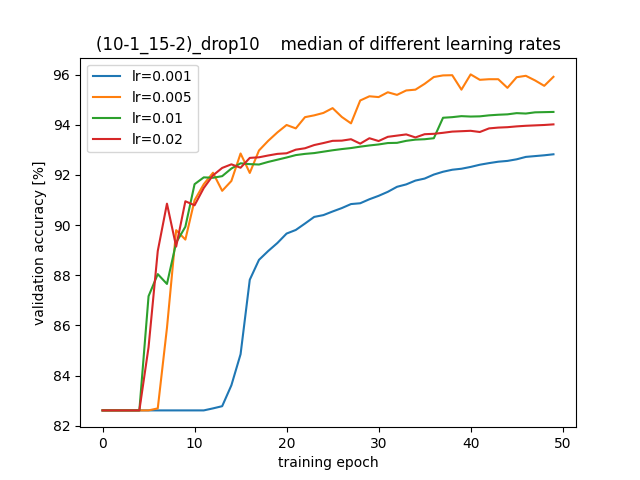 (10-1_15-2)_drop10    median of different learning rates
lr=0.001
lr=0.005
lr=0.01
lr=0.02
validation accuracy [%]
96
94
92
90
88
86
84
82
0 10 20 30 40 50
training epoch